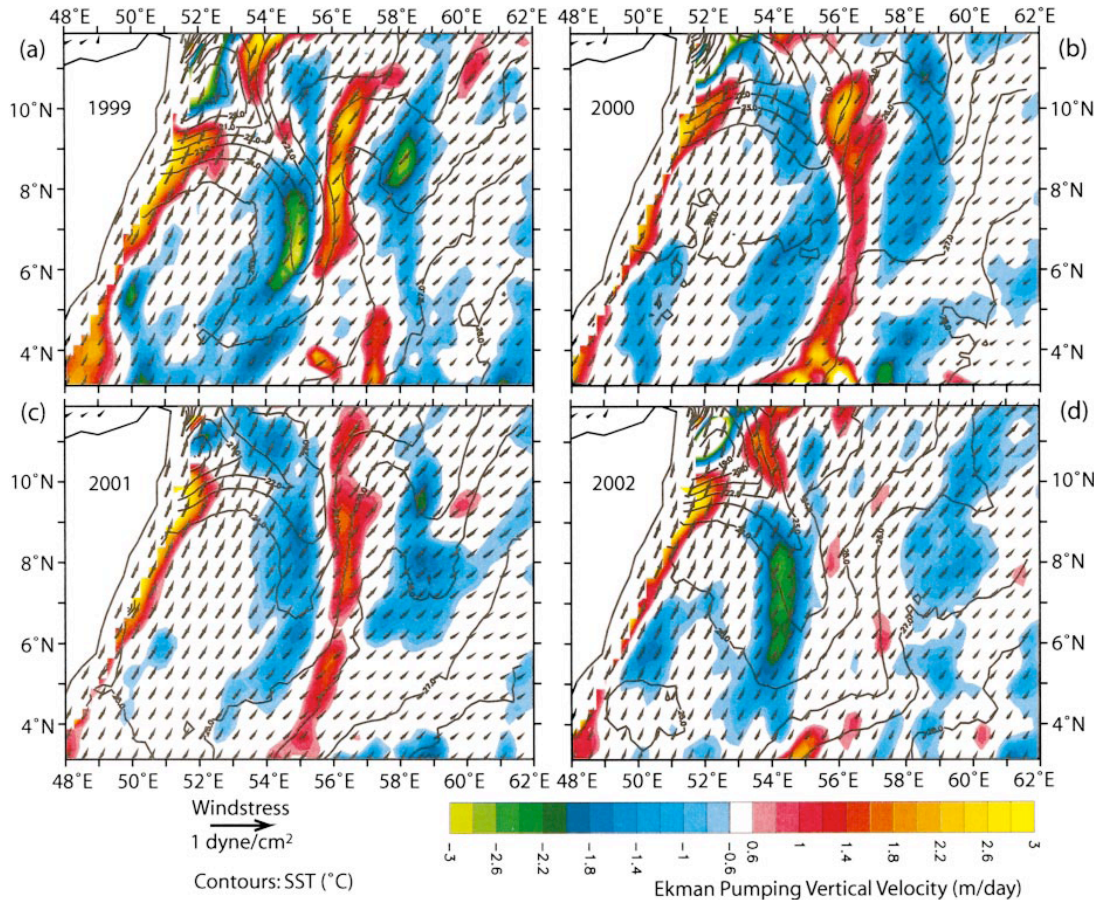 48 E 50 E 52 E 54 E 56 E 58 E 60 E 62 E 48 E 50 E 52 E 54 E 56 E 58 E 60 E 62 E
(a) (b)
10˚N 1999 2000 10˚N
8˚N 8˚N
6˚N 6˚N
4˚N 4˚N
(c) (d)
10˚N 2001 2002 10˚N
8˚N 8˚N
6˚N 6˚N
4˚N 4˚N
48 E 50 E 52 E 54 E 56 E 58 E 60 E 62 E 48 E 50 E 52 E 54 E 56 E 58 E 60 E 62 E
Windstress
1 dyne/cm2
-3 -2.6 -2.2 -1.8 -1.4 -1 -0.6 0.6 1 1.4 1.8 2.2 2.6 3
Contours: SST (˚C)
Ekman Pumping Vertical Velocity (m/day)